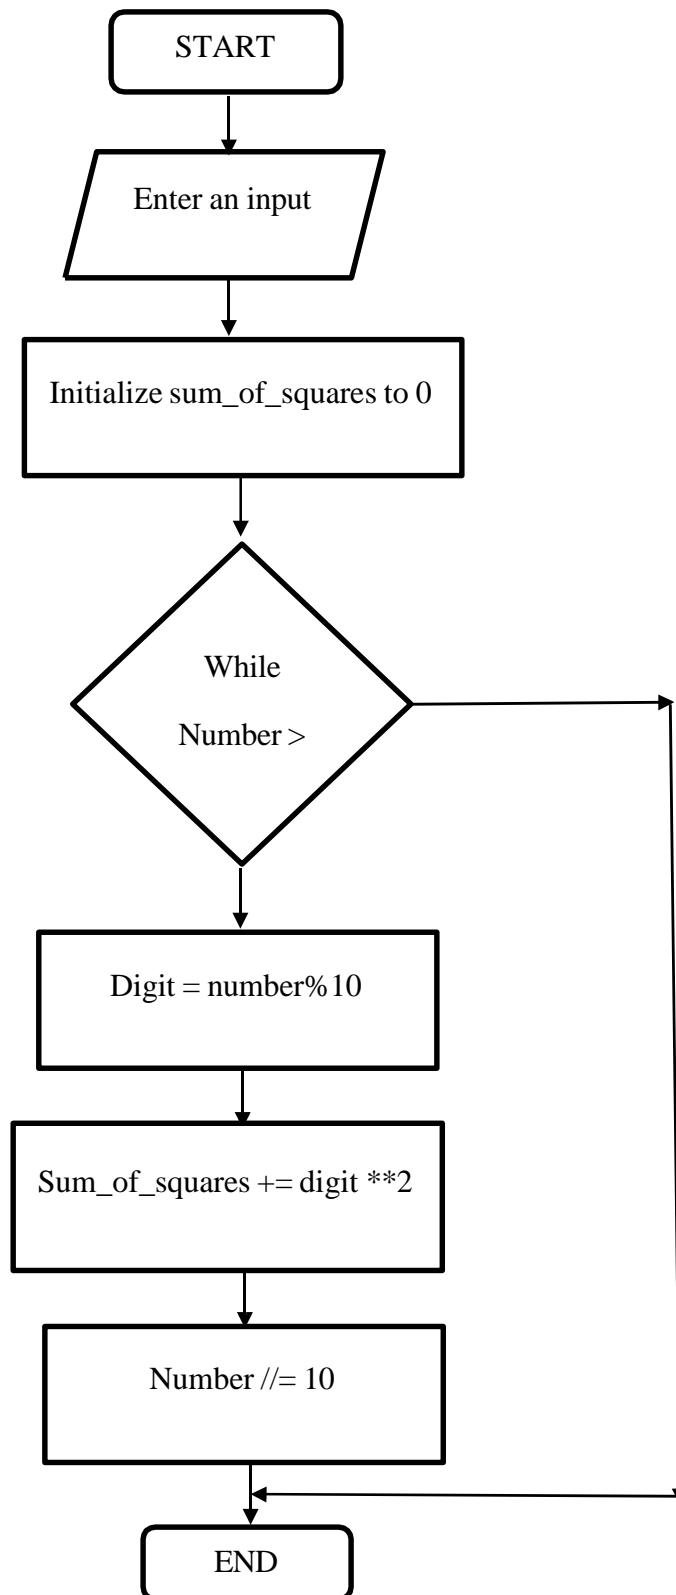 START
Enter an input
Initialize sum_of_squares to 0
While
Number >
Digit = number%10
Sum_of_squares += digit **2
Number //= 10
END